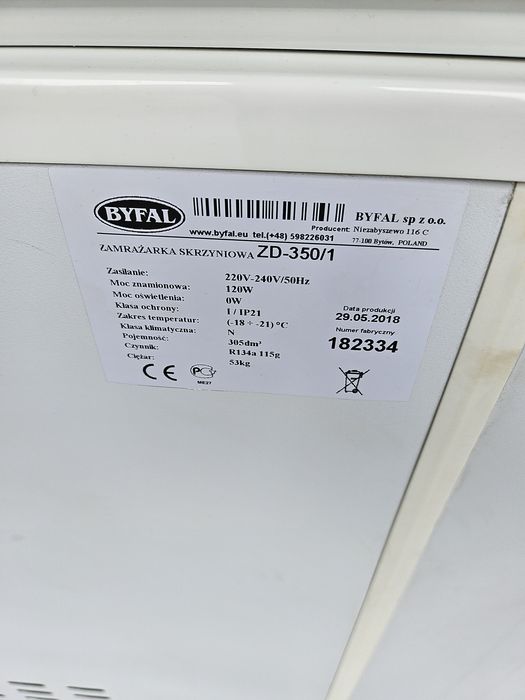 BYFAL
BYFAL sp z o.o.
Producent: Niezabyszewo 116 C
www.byfal.eu tel.(+48) 598226031
77-100 Bytów, POLAND
ZAMRAŻARKA SKRZYNIOWA ZD-350/1
Zasilanie: 220V-240V/50Hz
Moc znamionowa: 120W
Moc oświetlenia: 0W
Klasa ochrony: I / IP21
Zakres temperatur: (-18 ÷ -21) °C
Klasa klimatyczna: N
Pojemność: 305dm³
Czynnik: R134a 115g
Ciężar: 53kg
Data produkcji
29.05.2018
Numer fabryczny
182334
CE
ME27